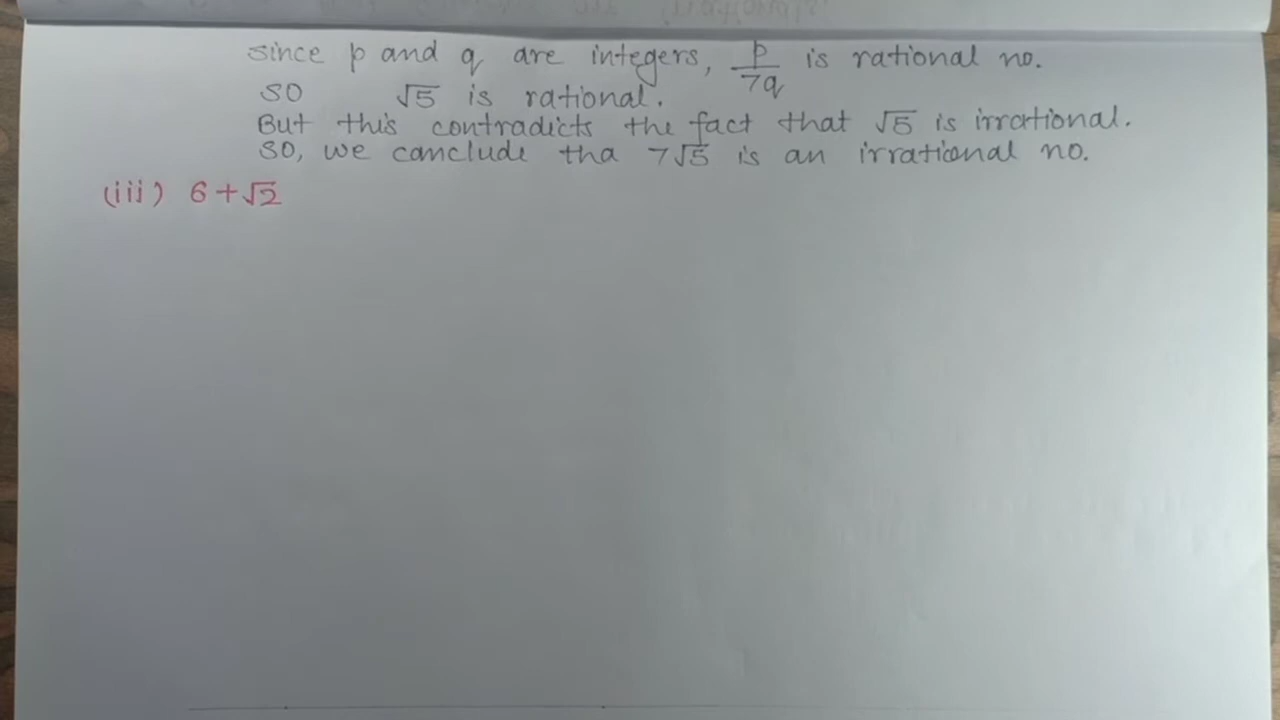 since p and q are integers, p/7q is rational no.
so √5 is rational.
But this contradicts the fact that √5 is irrational.
so, we conclude tha 7√5 is an irrational no.
(iii) 6+√2